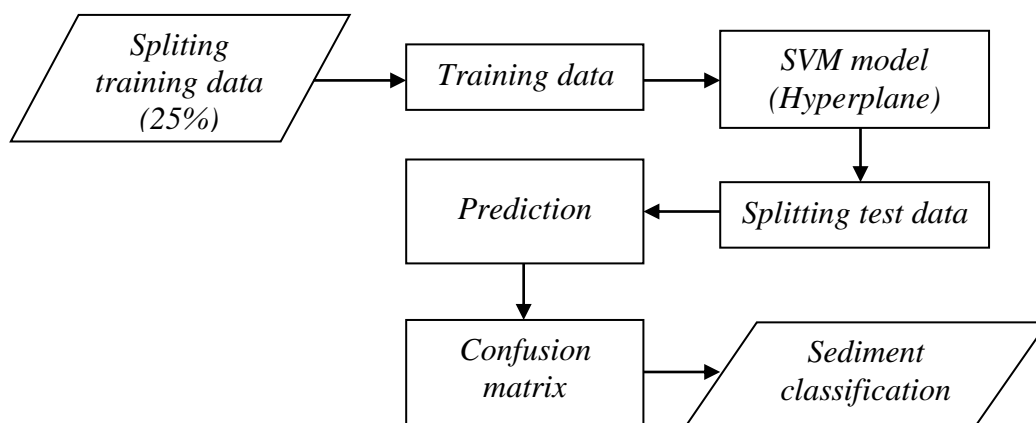 Spliting
training data
(25%)
Training data
SVM model
(Hyperplane)
Prediction
Splitting test data
Confusion
matrix
Sediment
classification